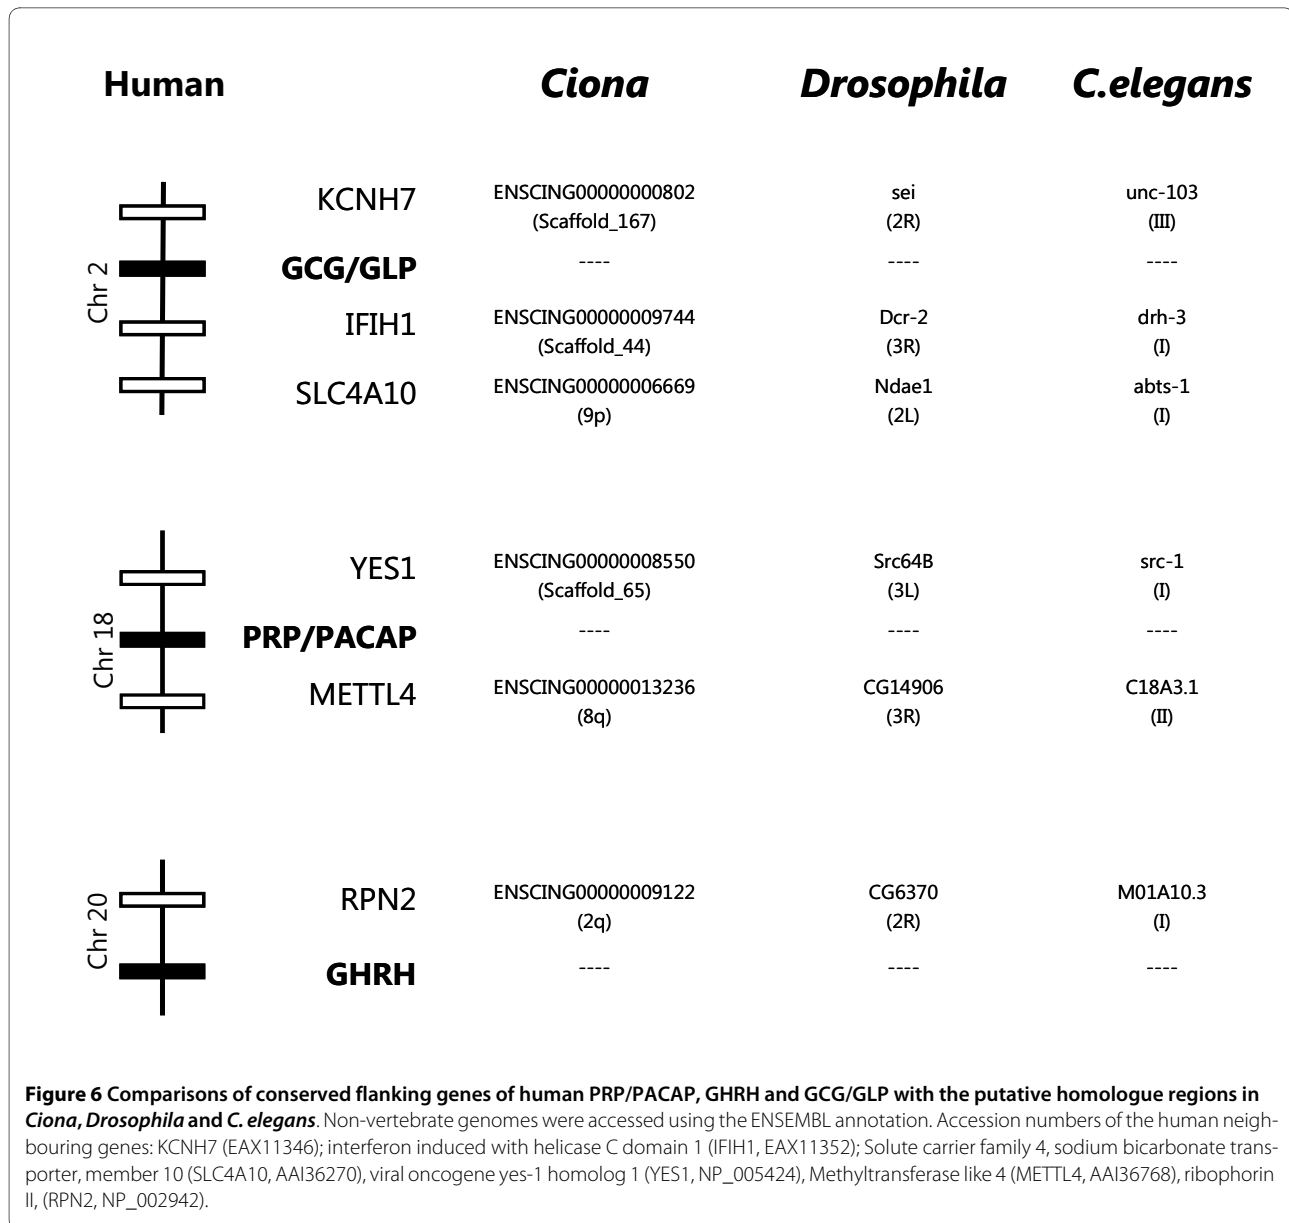 Human Ciona Drosophila C.elegans
Chr 2
KCNH7 ENSCING00000000802 sei unc-103
(Scaffold_167) (2R) (III)
GCG/GLP ---- ---- ----
IFIH1 ENSCING00000009744 Dcr-2 drh-3
(Scaffold_44) (3R) (I)
SLC4A10 ENSCING00000006669 Ndae1 abts-1
(9p) (2L) (I)
Chr 18
YES1 ENSCING00000008550 Src64B src-1
(Scaffold_65) (3L) (I)
PRP/PACAP ---- ---- ----
METTL4 ENSCING00000013236 CG14906 C18A3.1
(8q) (3R) (II)
Chr 20
RPN2 ENSCING00000009122 CG6370 M01A10.3
(2q) (2R) (I)
GHRH ---- ---- ----
Figure 6 Comparisons of conserved flanking genes of human PRP/PACAP, GHRH and GCG/GLP with the putative homologue regions in
Ciona, Drosophila and C. elegans. Non-vertebrate genomes were accessed using the ENSEMBL annotation. Accession numbers of the human neigh-
bouring genes: KCNH7 (EAX11346); interferon induced with helicase C domain 1 (IFIH1, EAX11352); Solute carrier family 4, sodium bicarbonate trans-
porter, member 10 (SLC4A10, AAI36270), viral oncogene yes-1 homolog 1 (YES1, NP_005424), Methyltransferase like 4 (METTL4, AAI36768), ribophorin
II, (RPN2, NP_002942).